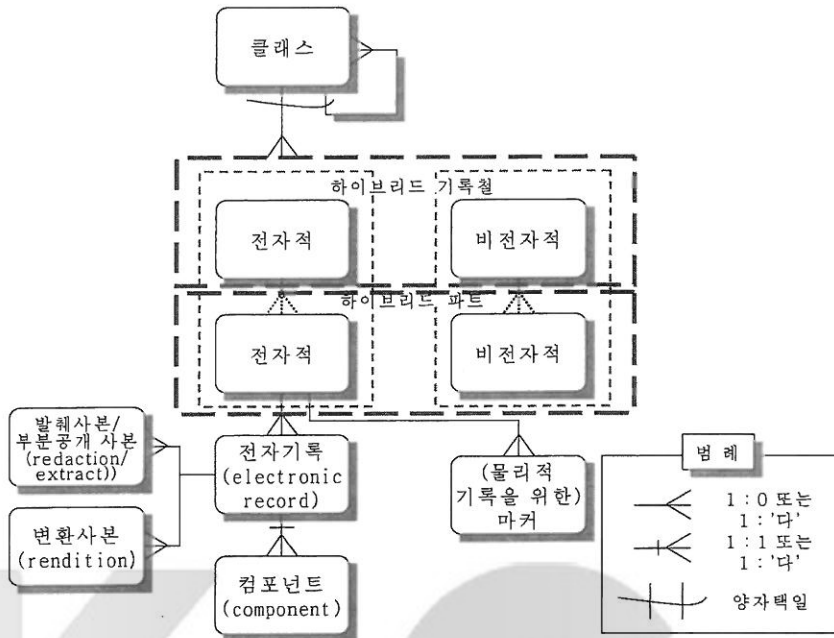 클래스
하이브리드 기록철
전자적
비전자적
하이브리드 파트
전자적
비전자적
발췌사본/
부분공개 사본
(redaction/
extract))
전자기록
(electronic
record)
(물리적
기록을 위한)
마커
변환사본
(rendition)
컴포넌트
(component)
범 례
1 : 0 또는
1 : '다'
1 : 1 또는
1 : '다'
양자택일